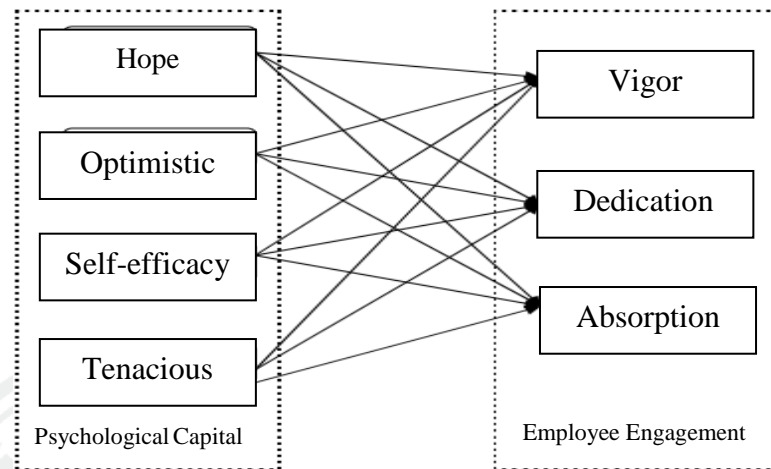 Hope
Optimistic
Self-efficacy
Tenacious
Psychological Capital
Vigor
Dedication
Absorption
Employee Engagement